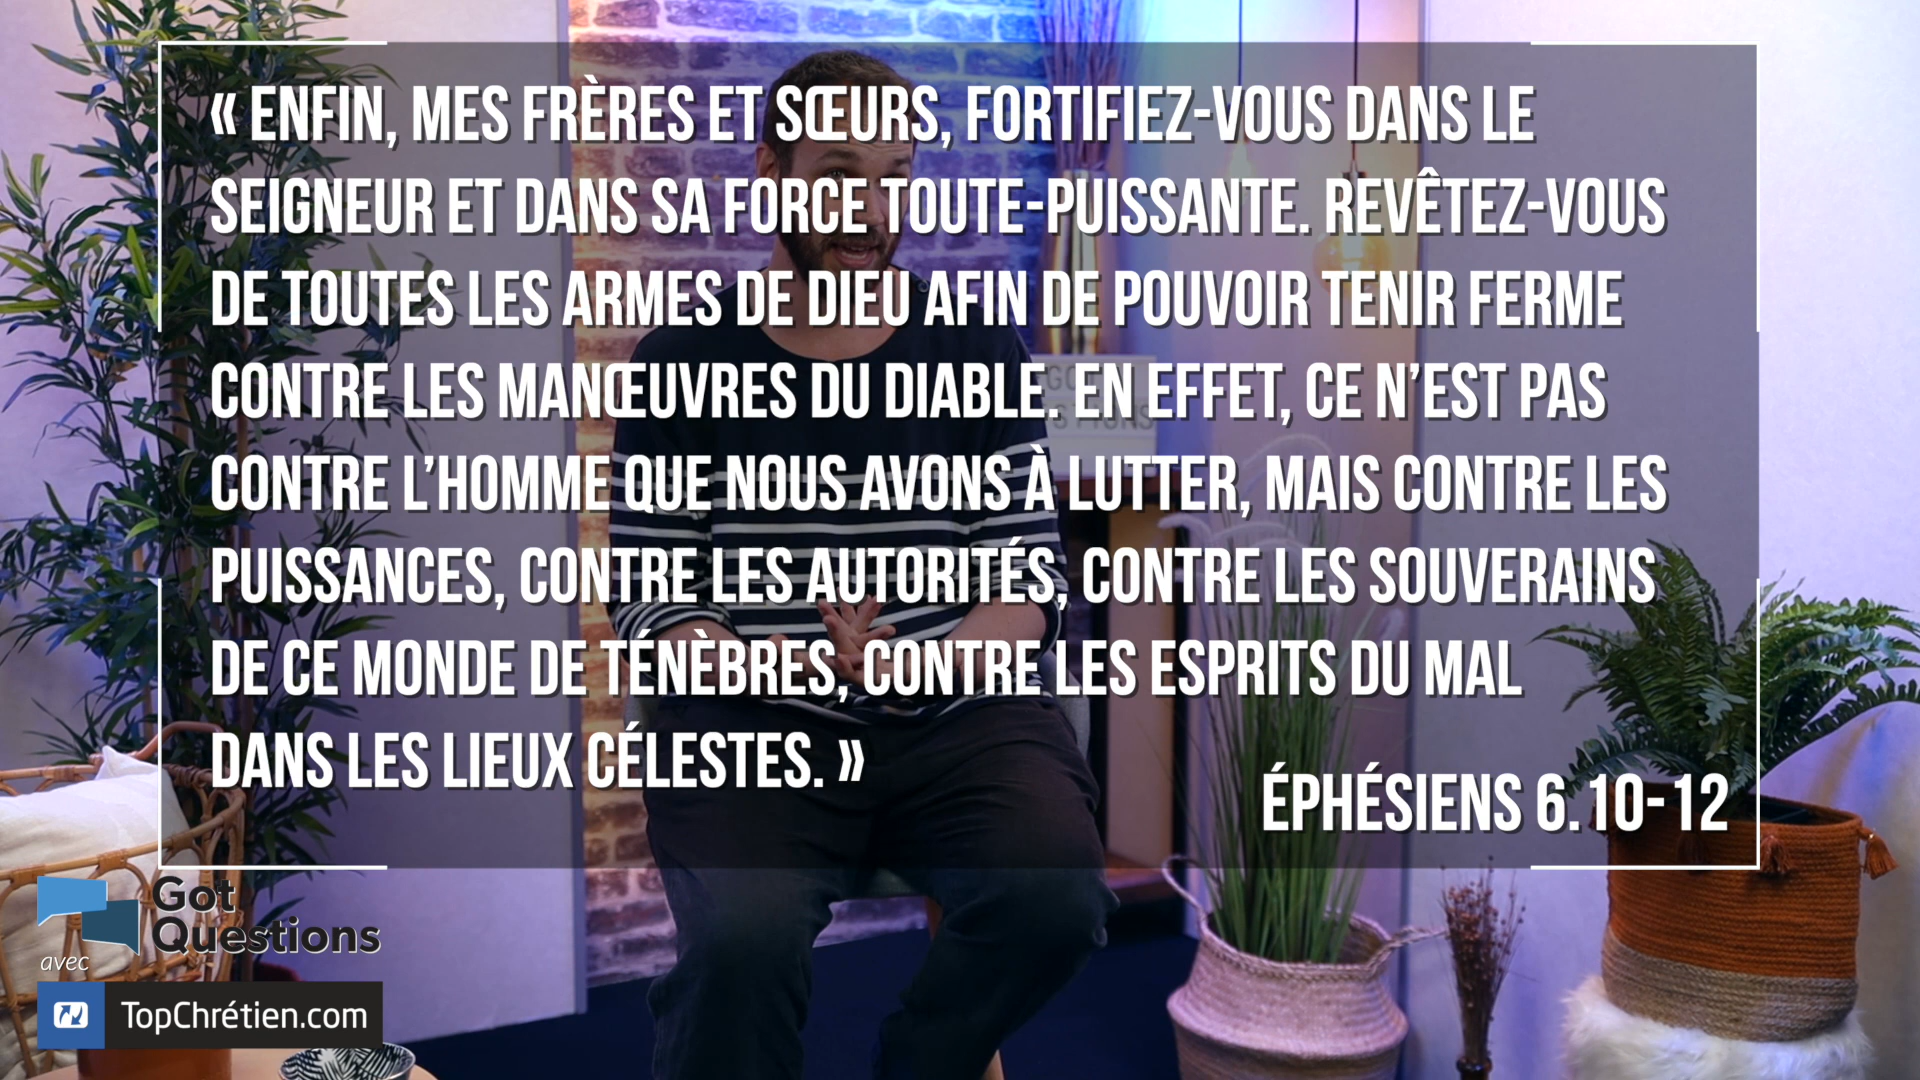 « ENFIN, MES FRÈRES ET SŒURS, FORTIFIEZ-VOUS DANS LE
SEIGNEUR ET DANS SA FORCE TOUTE-PUISSANTE. REVÊTEZ-VOUS
DE TOUTES LES ARMES DE DIEU AFIN DE POUVOIR TENIR FERME
CONTRE LES MANŒUVRES DU DIABLE. EN EFFET, CE N’EST PAS
CONTRE L’HOMME QUE NOUS AVONS À LUTTER, MAIS CONTRE LES
PUISSANCES, CONTRE LES AUTORITÉS, CONTRE LES SOUVERAINS
DE CE MONDE DE TÉNÈBRES, CONTRE LES ESPRITS DU MAL
DANS LES LIEUX CÉLESTES. »
ÉPHÉSIENS 6.10-12
Got
Questions
avec
TopChrétien.com